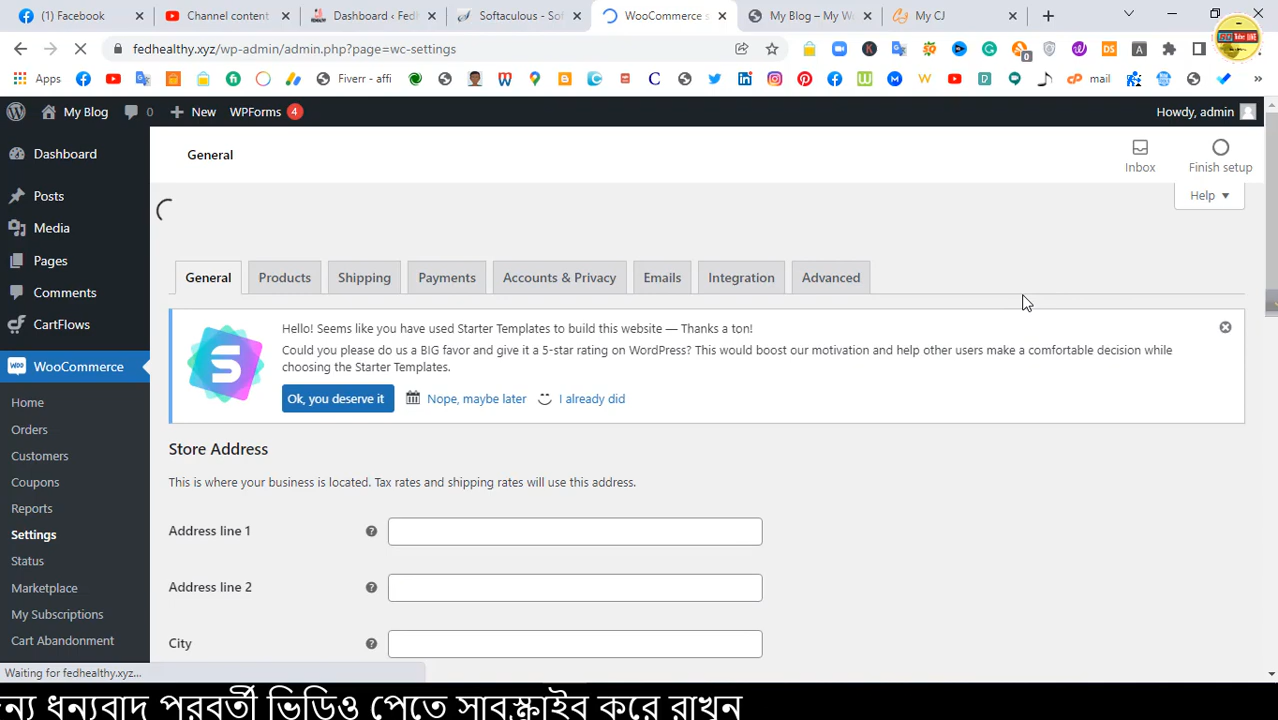 (1) Facebook
Channel content
Dashboard ‹ Fedl
Softaculous - Sof
WooCommerce s
My Blog – My W
My CJ
fedhealthy.xyz/wp-admin/admin.php?page=wc-settings
Apps
Fiverr - affi
mail
My Blog
0
New
WPForms 4
Howdy, admin
Dashboard
Posts
Media
Pages
Comments
CartFlows
WooCommerce
Home
Orders
Customers
Coupons
Reports
Settings
Status
Marketplace
My Subscriptions
Cart Abandonment
General
Inbox
Finish setup
Help
General Products Shipping Payments Accounts & Privacy Emails Integration Advanced
Hello! Seems like you have used Starter Templates to build this website — Thanks a ton!
Could you please do us a BIG favor and give it a 5-star rating on WordPress? This would boost our motivation and help other users make a comfortable decision while
choosing the Starter Templates.
Ok, you deserve it
Nope, maybe later
I already did
Store Address
This is where your business is located. Tax rates and shipping rates will use this address.
Address line 1
Address line 2
City
Waiting for fedhealthy.xyz...
ধন্যবাদ পরবর্তী ভিডিও পেতে সাবস্ক্রাইব করে রাখুন